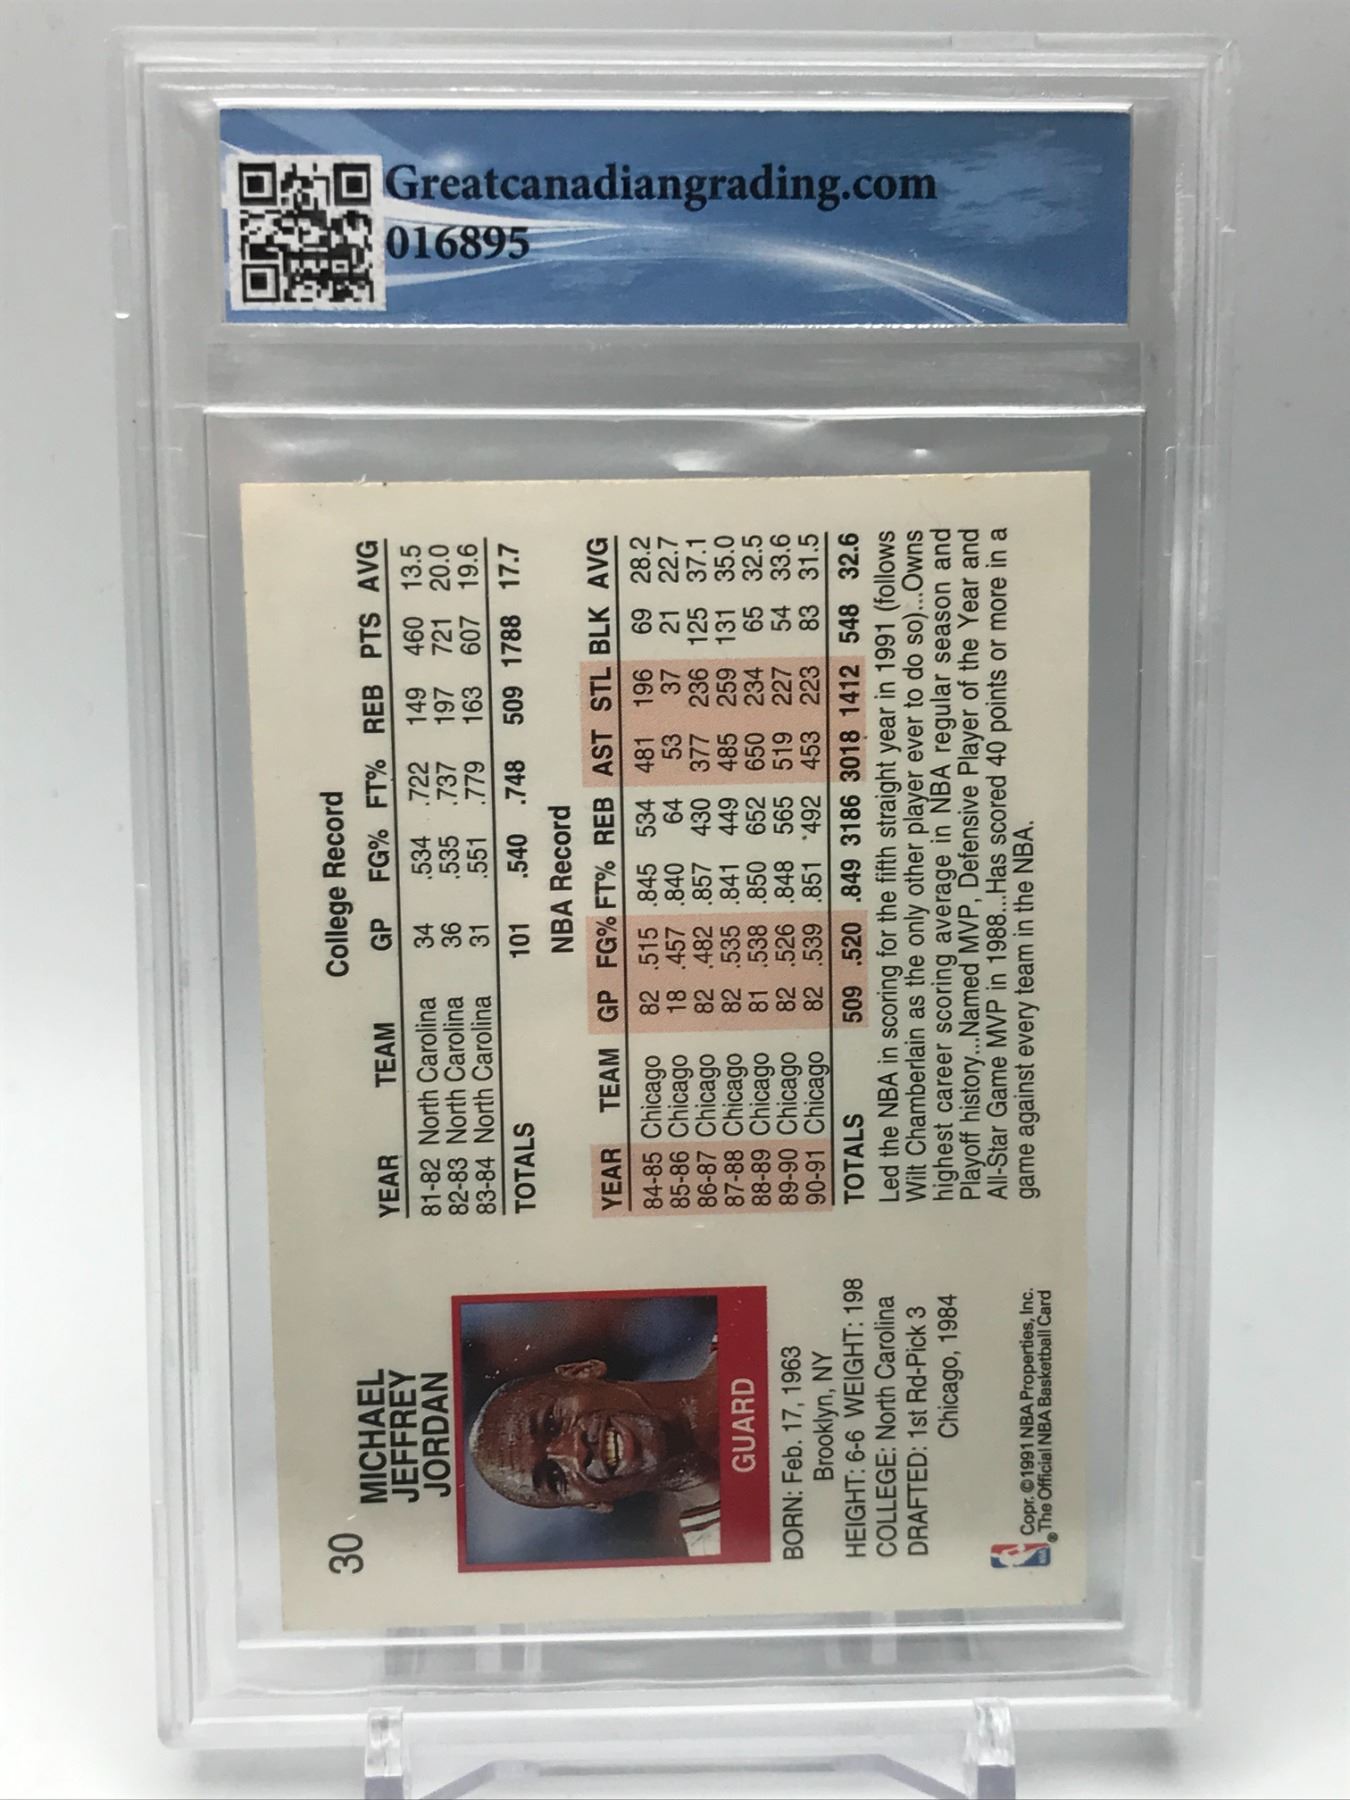 Greatcanadiangrading.com
016895
30
MICHAEL
JEFFREY
JORDAN
GUARD
BORN: Feb. 17, 1963
Brooklyn, NY
HEIGHT: 6-6 WEIGHT: 198
COLLEGE: North Carolina
DRAFTED: 1st Rd-Pick 3
Chicago, 1984
NBA
Copr. ©1991 NBA Properties, Inc.
® The Official NBA Basketball Card
College Record
YEAR TEAM GP FG% FT% REB PTS AVG
81-82 North Carolina 34 .534 .722 149 460 13.5
82-83 North Carolina 36 .535 .737 197 721 20.0
83-84 North Carolina 31 .551 .779 163 607 19.6
TOTALS 101 .540 .748 509 1788 17.7
NBA Record
YEAR TEAM GP FG% FT% REB AST STL BLK AVG
84-85 Chicago 82 .515 .845 534 481 196 69 28.2
85-86 Chicago 18 .457 .840 64 53 37 21 22.7
86-87 Chicago 82 .482 .857 430 377 236 125 37.1
87-88 Chicago 82 .535 .841 449 485 259 131 35.0
88-89 Chicago 81 .538 .850 652 650 234 65 32.5
89-90 Chicago 82 .526 .848 565 519 227 54 33.6
90-91 Chicago 82 .539 .851 *492 453 223 83 31.5
TOTALS 509 .520 .849 3186 3018 1412 548 32.6
Led the NBA in scoring for the fifth straight year in 1991 (follows
Wilt Chamberlain as the only other player ever to do so)...Owns
highest career scoring average in NBA regular season and
Playoff history...Named MVP, Defensive Player of the Year and
All-Star Game MVP in 1988...Has scored 40 points or more in a
game against every team in the NBA.